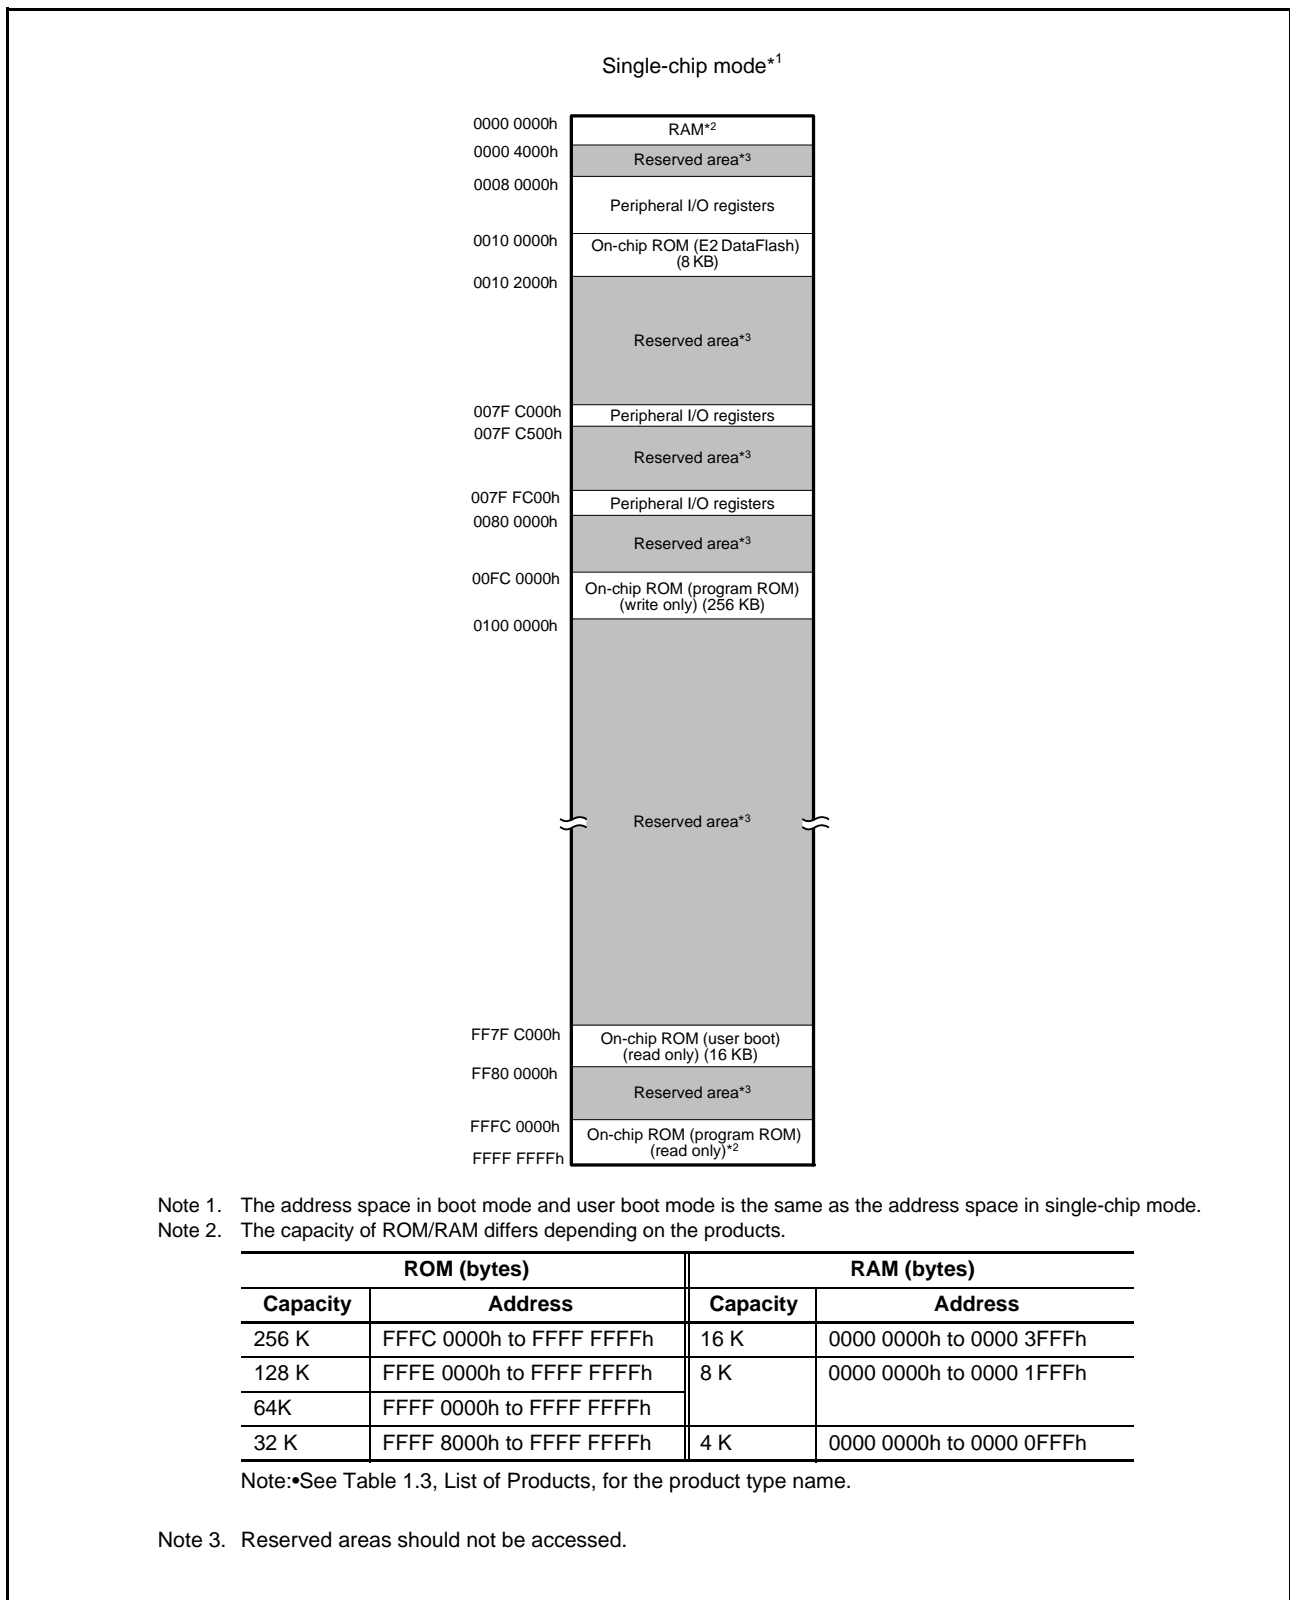 Single-chip mode*1
0000 0000h
RAM*2
0000 4000h
Reserved area*3
0008 0000h
Peripheral I/O registers
0010 0000h
On-chip ROM (E2 DataFlash)
(8 KB)
0010 2000h
Reserved area*3
007F C000h
Peripheral I/O registers
007F C500h
Reserved area*3
007F FC00h
Peripheral I/O registers
0080 0000h
Reserved area*3
00FC 0000h
On-chip ROM (program ROM)
(write only) (256 KB)
0100 0000h
Reserved area*3
FF7F C000h
On-chip ROM (user boot)
(read only) (16 KB)
FF80 0000h
Reserved area*3
FFFC 0000h
On-chip ROM (program ROM)
(read only)*2
FFFF FFFFh
Note 1. The address space in boot mode and user boot mode is the same as the address space in single-chip mode.
Note 2. The capacity of ROM/RAM differs depending on the products.
ROM (bytes) RAM (bytes)
Capacity Address Capacity Address
256 K FFFC 0000h to FFFF FFFFh 16 K 0000 0000h to 0000 3FFFh
128 K FFFE 0000h to FFFF FFFFh 8 K 0000 0000h to 0000 1FFFh
64K FFFF 0000h to FFFF FFFFh
32 K FFFF 8000h to FFFF FFFFh 4 K 0000 0000h to 0000 0FFFh
Note:•See Table 1.3, List of Products, for the product type name.
Note 3. Reserved areas should not be accessed.